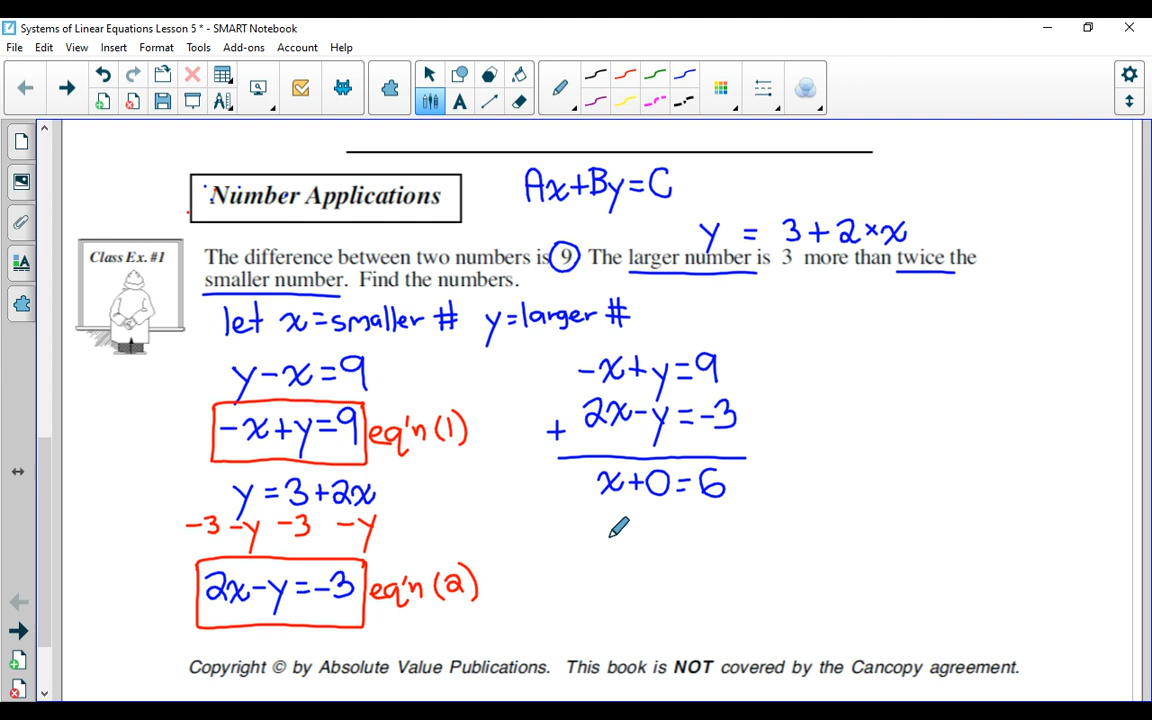 Systems of Linear Equations Lesson 5 * - SMART Notebook
File Edit View Insert Format Tools Add-ons Account Help
Number Applications
Ax+By=C
y = 3+2×x
Class Ex. #1
The difference between two numbers is 9. The larger number is 3 more than twice the
smaller number. Find the numbers.
let x=smaller # y=larger #
y-x=9
-x+y=9 eq'n (1)
y=3+2x
-3 -y -3 -y
2x-y=-3 eq'n (2)
-x+y=9
+ 2x-y=-3
x+0=6
Copyright © by Absolute Value Publications. This book is NOT covered by the Cancopy agreement.